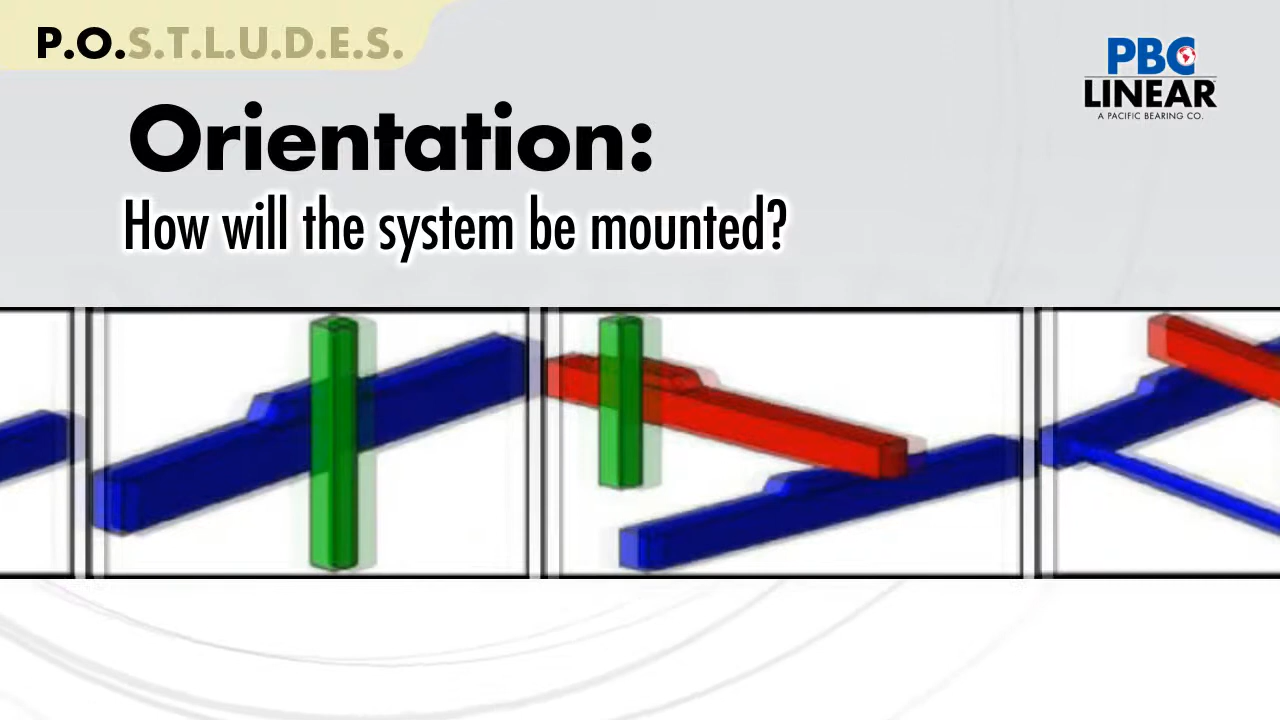 P.O.S.T.L.U.D.E.S.
PBC
LINEAR
A PACIFIC BEARING CO.
Orientation:
How will the system be mounted?